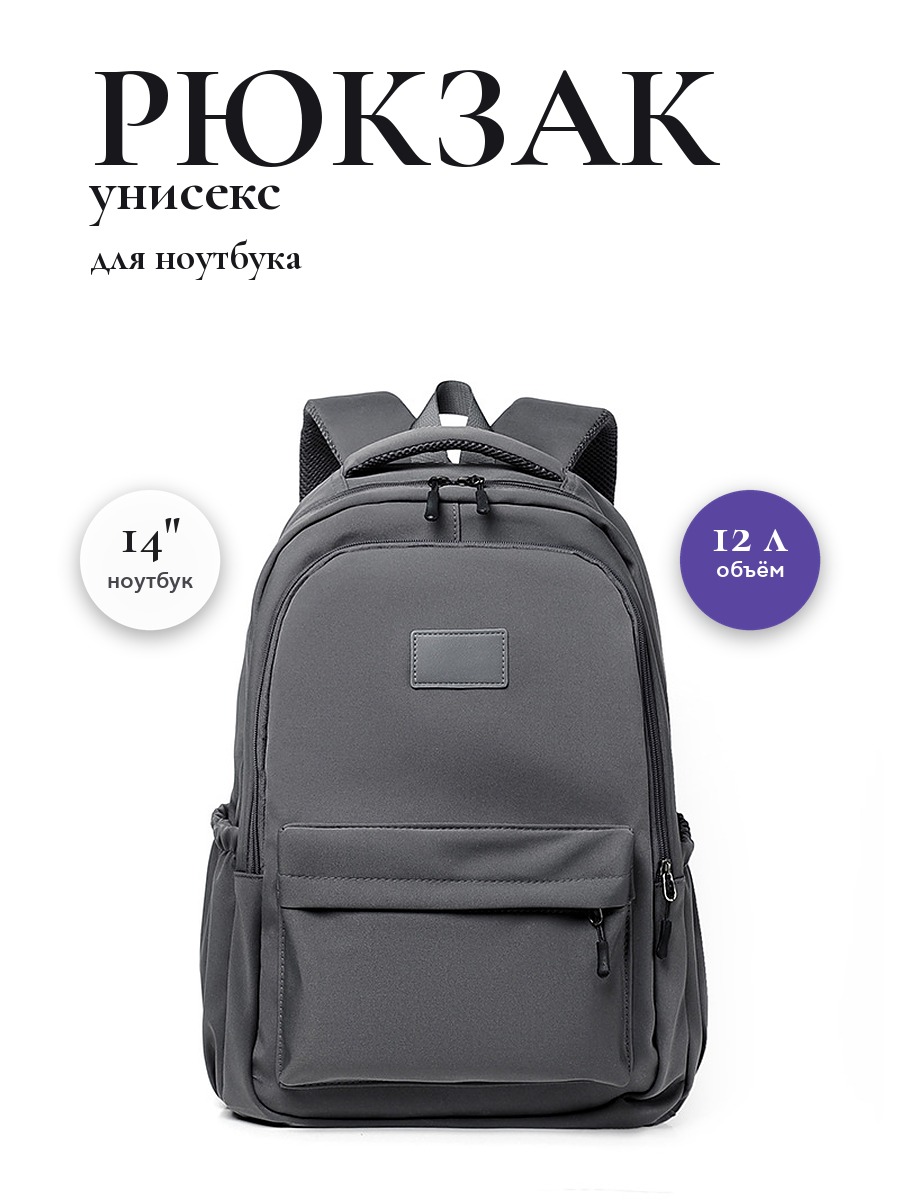 РЮКЗАК
унисекс
для ноутбука
14"
ноутбук
12 л
объём